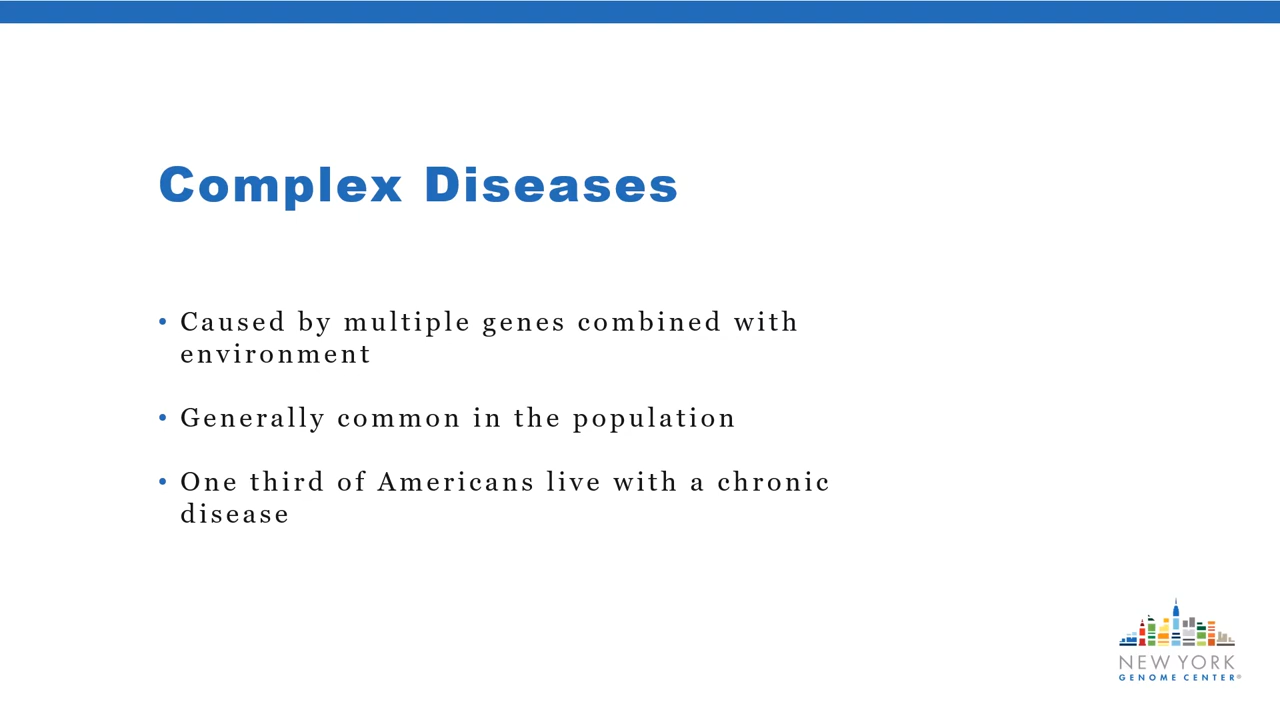 Complex Diseases
• Caused by multiple genes combined with
environment
• Generally common in the population
• One third of Americans live with a chronic
disease
NEW YORK
GENOME CENTER®